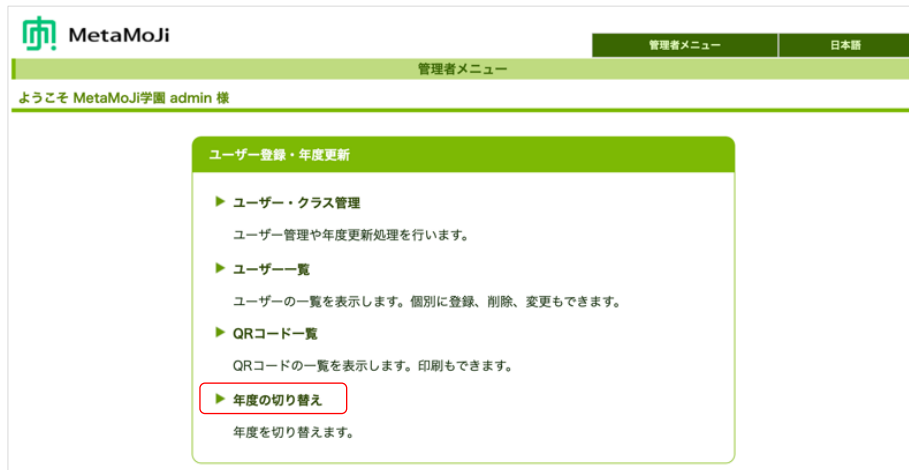 MetaMoJi
管理者メニュー 日本語
管理者メニュー
ようこそ MetaMoJi学園 admin 様
ユーザー登録・年度更新
ユーザー・クラス管理
ユーザー管理や年度更新処理を行います。
ユーザー一覧
ユーザーの一覧を表示します。個別に登録、削除、変更もできます。
QRコード一覧
QRコードの一覧を表示します。印刷もできます。
年度の切り替え
年度を切り替えます。